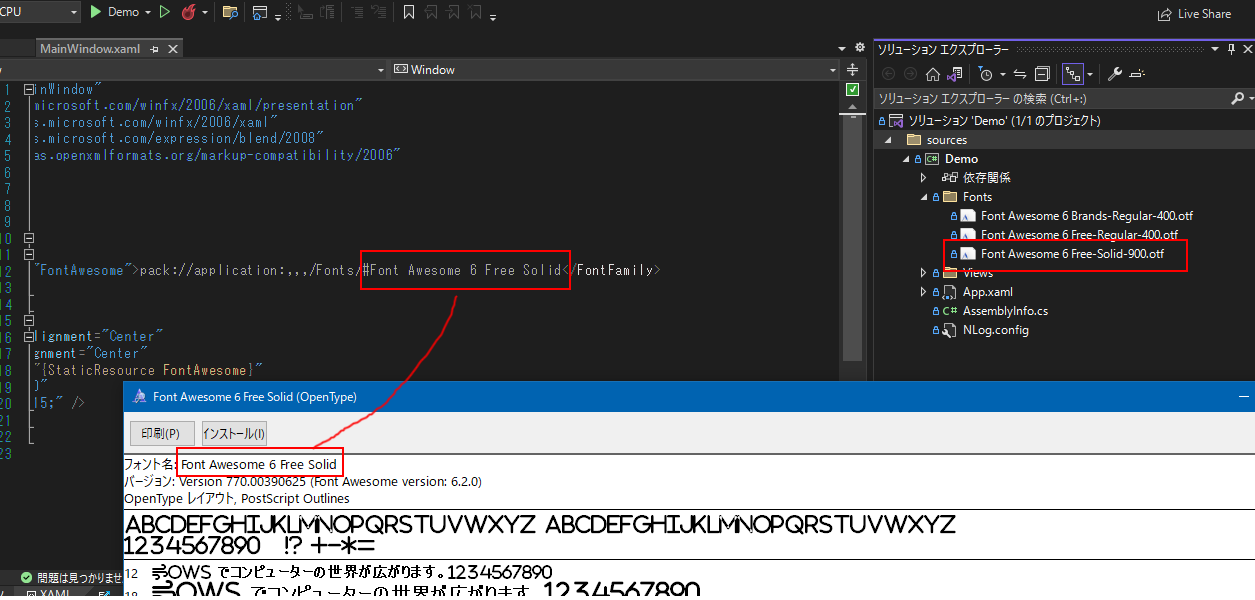 CPU Demo Live Share
MainWindow.xaml
Window
1 inWindow"
2 microsoft.com/winfx/2006/xaml/presentation"
3 s.microsoft.com/winfx/2006/xaml"
4 s.microsoft.com/expression/blend/2008"
5 as.openxmlformats.org/markup-compatibility/2006"
6
7
8
9
10
11
12 "FontAwesome">pack://application:,,,/Fonts/#Font Awesome 6 Free Solid</FontFamily>
13
14
15
16 lignment="Center"
17 gnment="Center"
18 "{StaticResource FontAwesome}"
19 }"
20 15;" />
21
22
23
ソリューション エクスプローラー
ソリューション エクスプローラー の検索 (Ctrl+:)
ソリューション 'Demo' (1/1 のプロジェクト)
sources
Demo
依存関係
Fonts
Font Awesome 6 Brands-Regular-400.otf
Font Awesome 6 Free-Regular-400.otf
Font Awesome 6 Free-Solid-900.otf
Views
App.xaml
AssemblyInfo.cs
NLog.config
Font Awesome 6 Free Solid (OpenType)
印刷(P) インストール(I)
フォント名: Font Awesome 6 Free Solid
バージョン: Version 770.00390625 (Font Awesome version: 6.2.0)
OpenType レイアウト, PostScript Outlines
ABCDEFGHIJKLMNOPQRSTUVWXYZ ABCDEFGHIJKLMNOPQRSTUVWXYZ
1234567890 !? +-*=
12 OWS でコンピューターの世界が広がります。1234567890
18 OWS でコンピューターの世界が広がります。1234567890
問題は見つかりませ
XAML